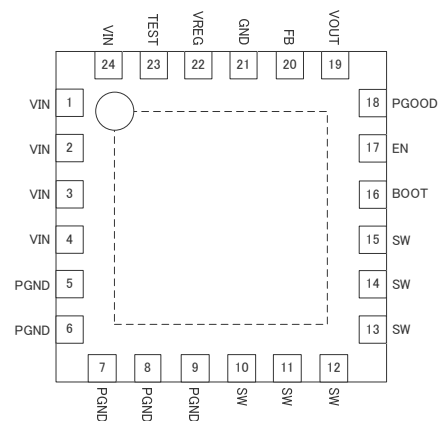 VIN TEST VREG GND FB VOUT
24 23 22 21 20 19
VIN 1 18 PGOOD
VIN 2 17 EN
VIN 3 16 BOOT
VIN 4 15 SW
PGND 5 14 SW
PGND 6 13 SW
7 8 9 10 11 12
PGND PGND PGND SW SW SW